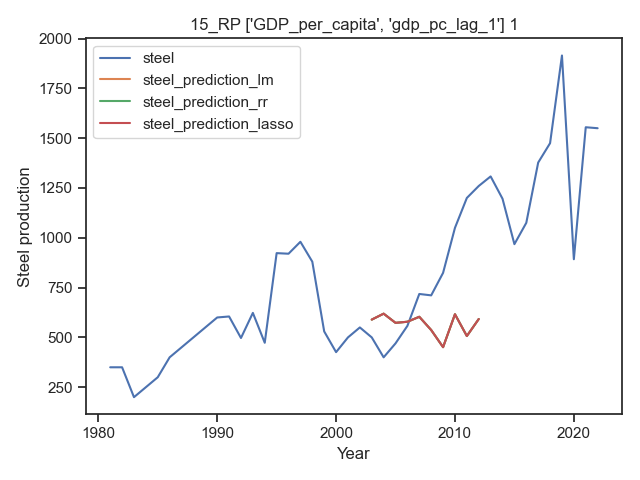 15_RP ['GDP_per_capita', 'gdp_pc_lag_1'] 1
steel
steel_prediction_lm
steel_prediction_rr
steel_prediction_lasso
Steel production
2000
1750
1500
1250
1000
750
500
250
1980
1990
2000
2010
2020
Year